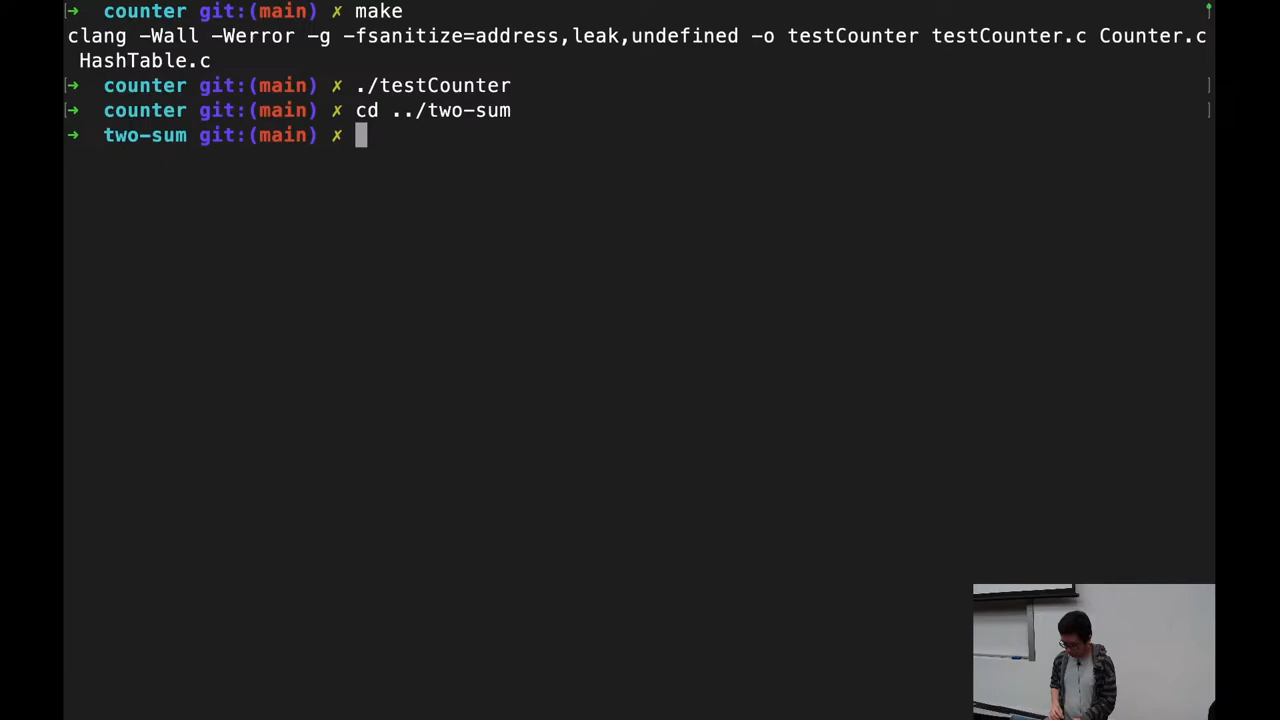 [➜  counter git:(main) ✗ make ]
clang -Wall -Werror -g -fsanitize=address,leak,undefined -o testCounter testCounter.c Counter.c
HashTable.c
[➜  counter git:(main) ✗ ./testCounter ]
[➜  counter git:(main) ✗ cd ../two-sum ]
➜  two-sum git:(main) ✗